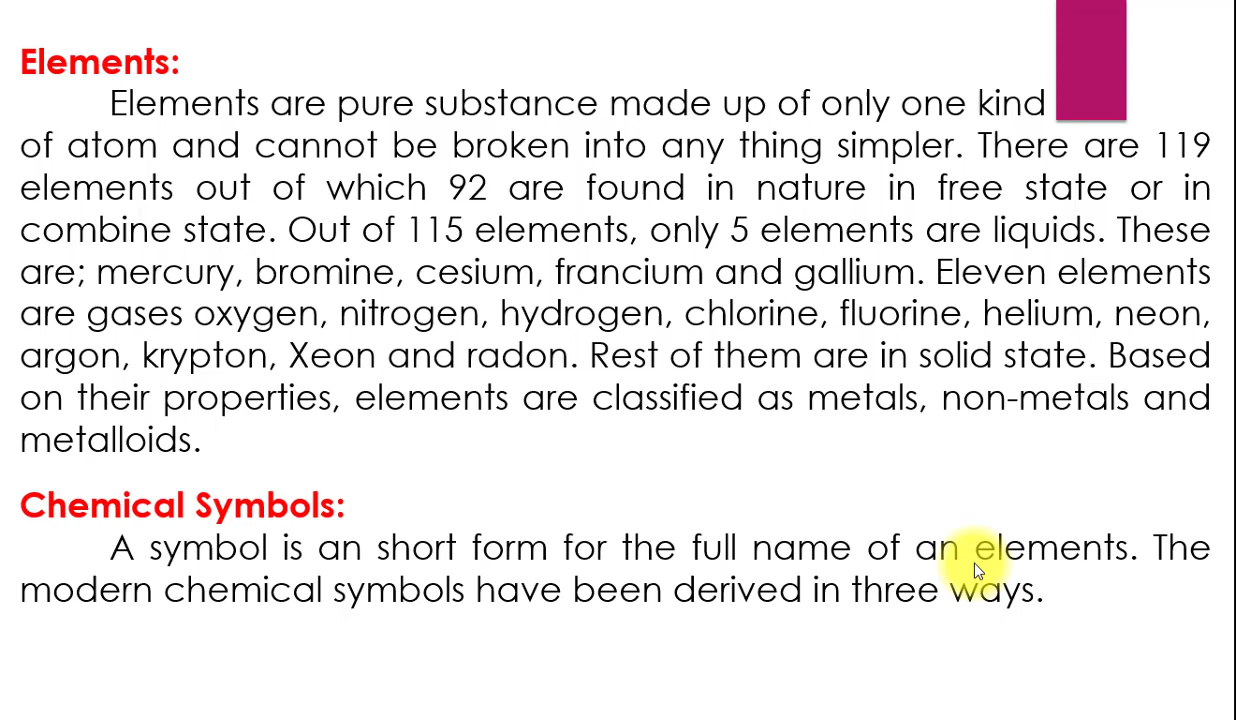 Elements:
Elements are pure substance made up of only one kind
of atom and cannot be broken into any thing simpler. There are 119
elements out of which 92 are found in nature in free state or in
combine state. Out of 115 elements, only 5 elements are liquids. These
are; mercury, bromine, cesium, francium and gallium. Eleven elements
are gases oxygen, nitrogen, hydrogen, chlorine, fluorine, helium, neon,
argon, krypton, Xeon and radon. Rest of them are in solid state. Based
on their properties, elements are classified as metals, non-metals and
metalloids.
Chemical Symbols:
A symbol is an short form for the full name of an elements. The
modern chemical symbols have been derived in three ways.